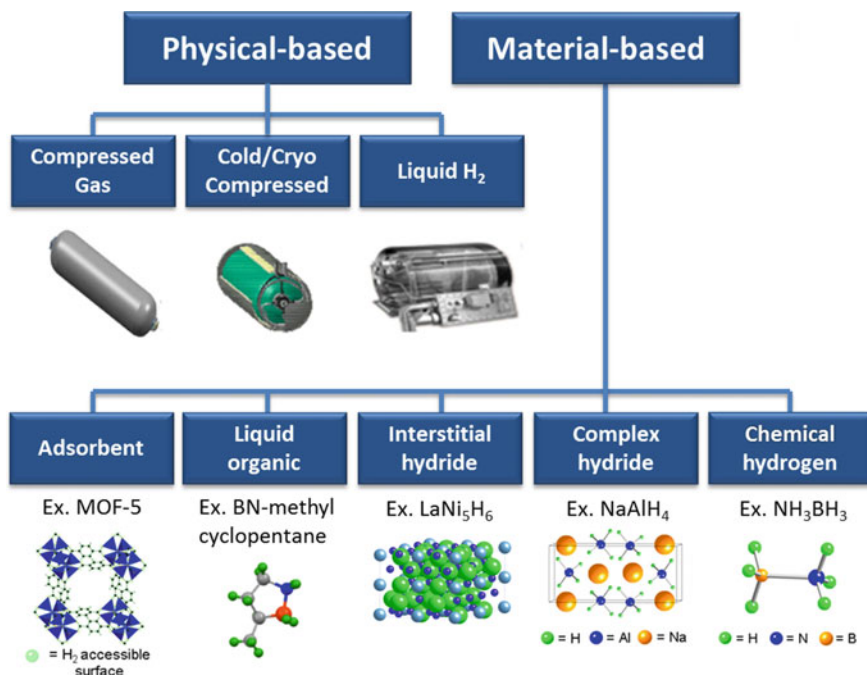 Physical-based
Material-based
Compressed
Gas
Cold/Cryo
Compressed
Liquid H₂
Adsorbent
Liquid
organic
Interstitial
hydride
Complex
hydride
Chemical
hydrogen
Ex. MOF-5
Ex. BN-methyl
cyclopentane
Ex. LaNi₅H₆
Ex. NaAlH₄
Ex. NH₃BH₃
= H₂ accessible
surface
= H = Al = Na
= H = N = B